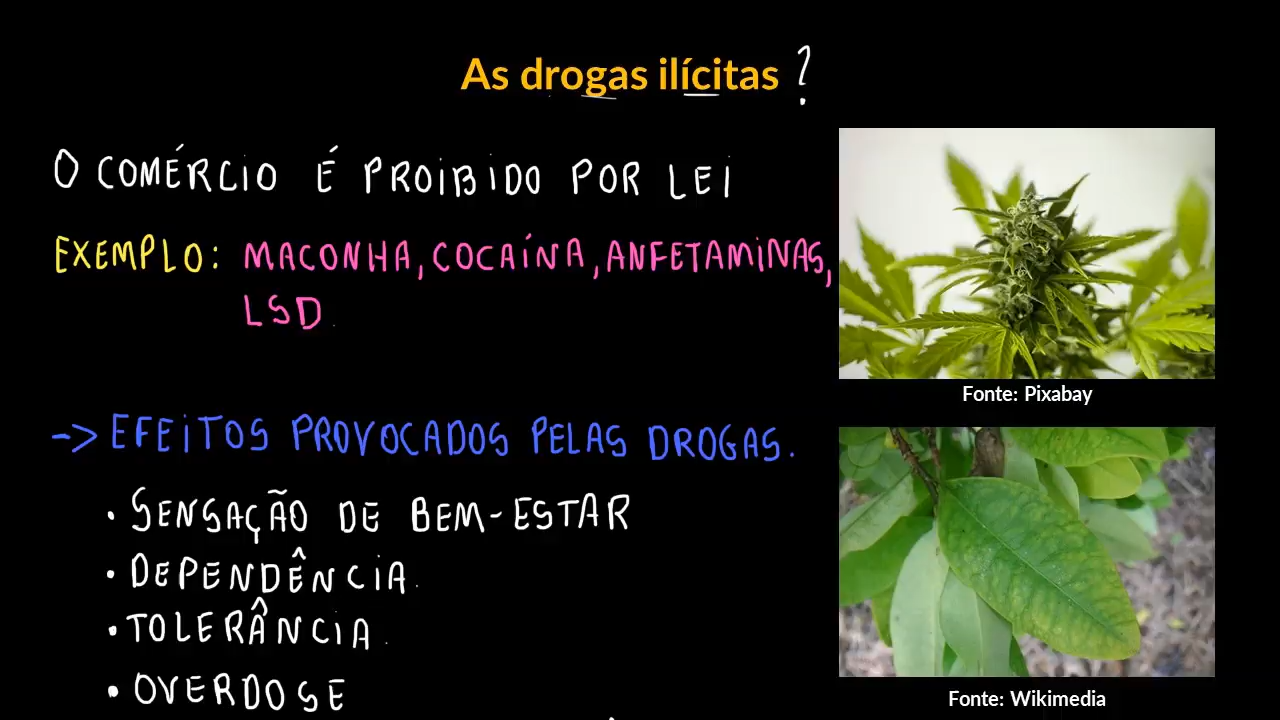 As drogas ilícitas ?
O COMÉRCIO É PROIBIDO POR LEI
EXEMPLO: MACONHA, COCAÍNA, ANFETAMINAS,
LSD.
Fonte: Pixabay
-> EFEITOS PROVOCADOS PELAS DROGAS.
• SENSAÇÃO DE BEM-ESTAR
• DEPENDÊNCIA.
• TOLERÂNCIA.
• OVERDOSE
Fonte: Wikimedia